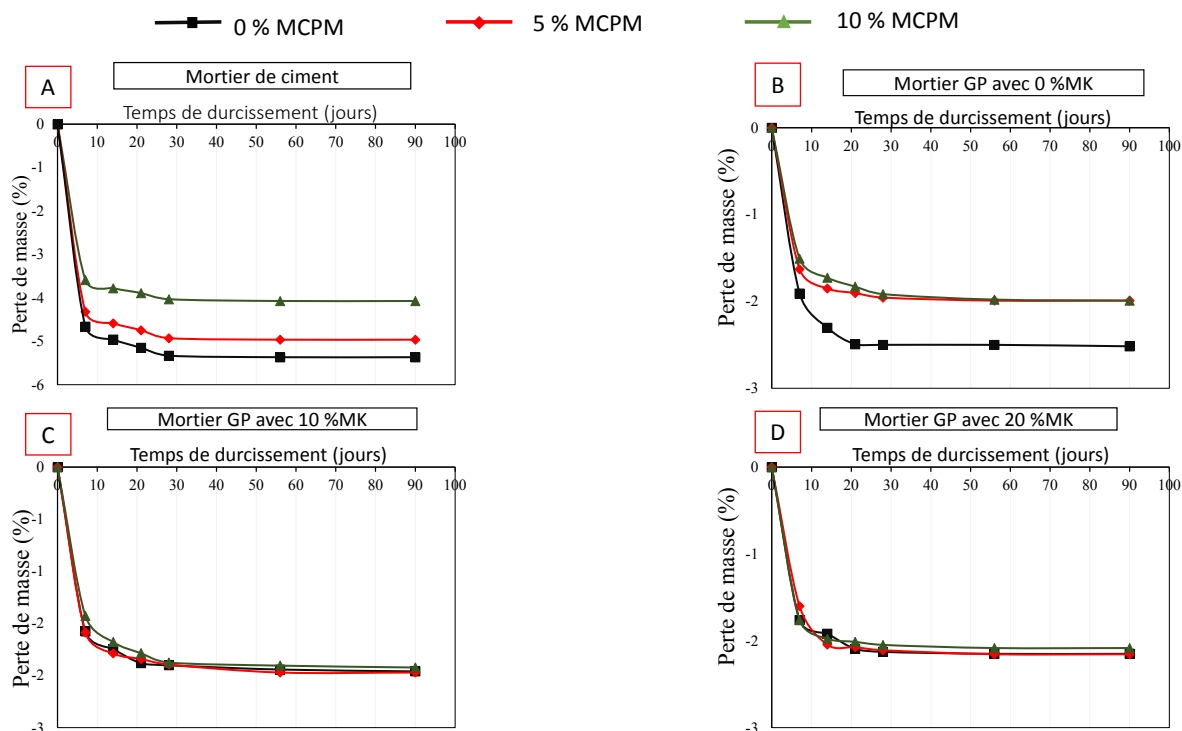 0 % MCPM
5 % MCPM
10 % MCPM
A
Mortier de ciment
Temps de durcissement (jours)
0 10 20 30 40 50 60 70 80 90 100
0
-1
-2
-3
-4
-5
-6
Perte de masse (%)
B
Mortier GP avec 0 %MK
Temps de durcissement (jours)
0 10 20 30 40 50 60 70 80 90 100
0
-1
-2
-3
Perte de masse (%)
C
Mortier GP avec 10 %MK
Temps de durcissement (jours)
0 10 20 30 40 50 60 70 80 90 100
0
-1
-1
-2
-2
-3
Perte de masse (%)
D
Mortier GP avec 20 %MK
Temps de durcissement (jours)
0 10 20 30 40 50 60 70 80 90 100
0
-1
-2
-3
Perte de masse (%)